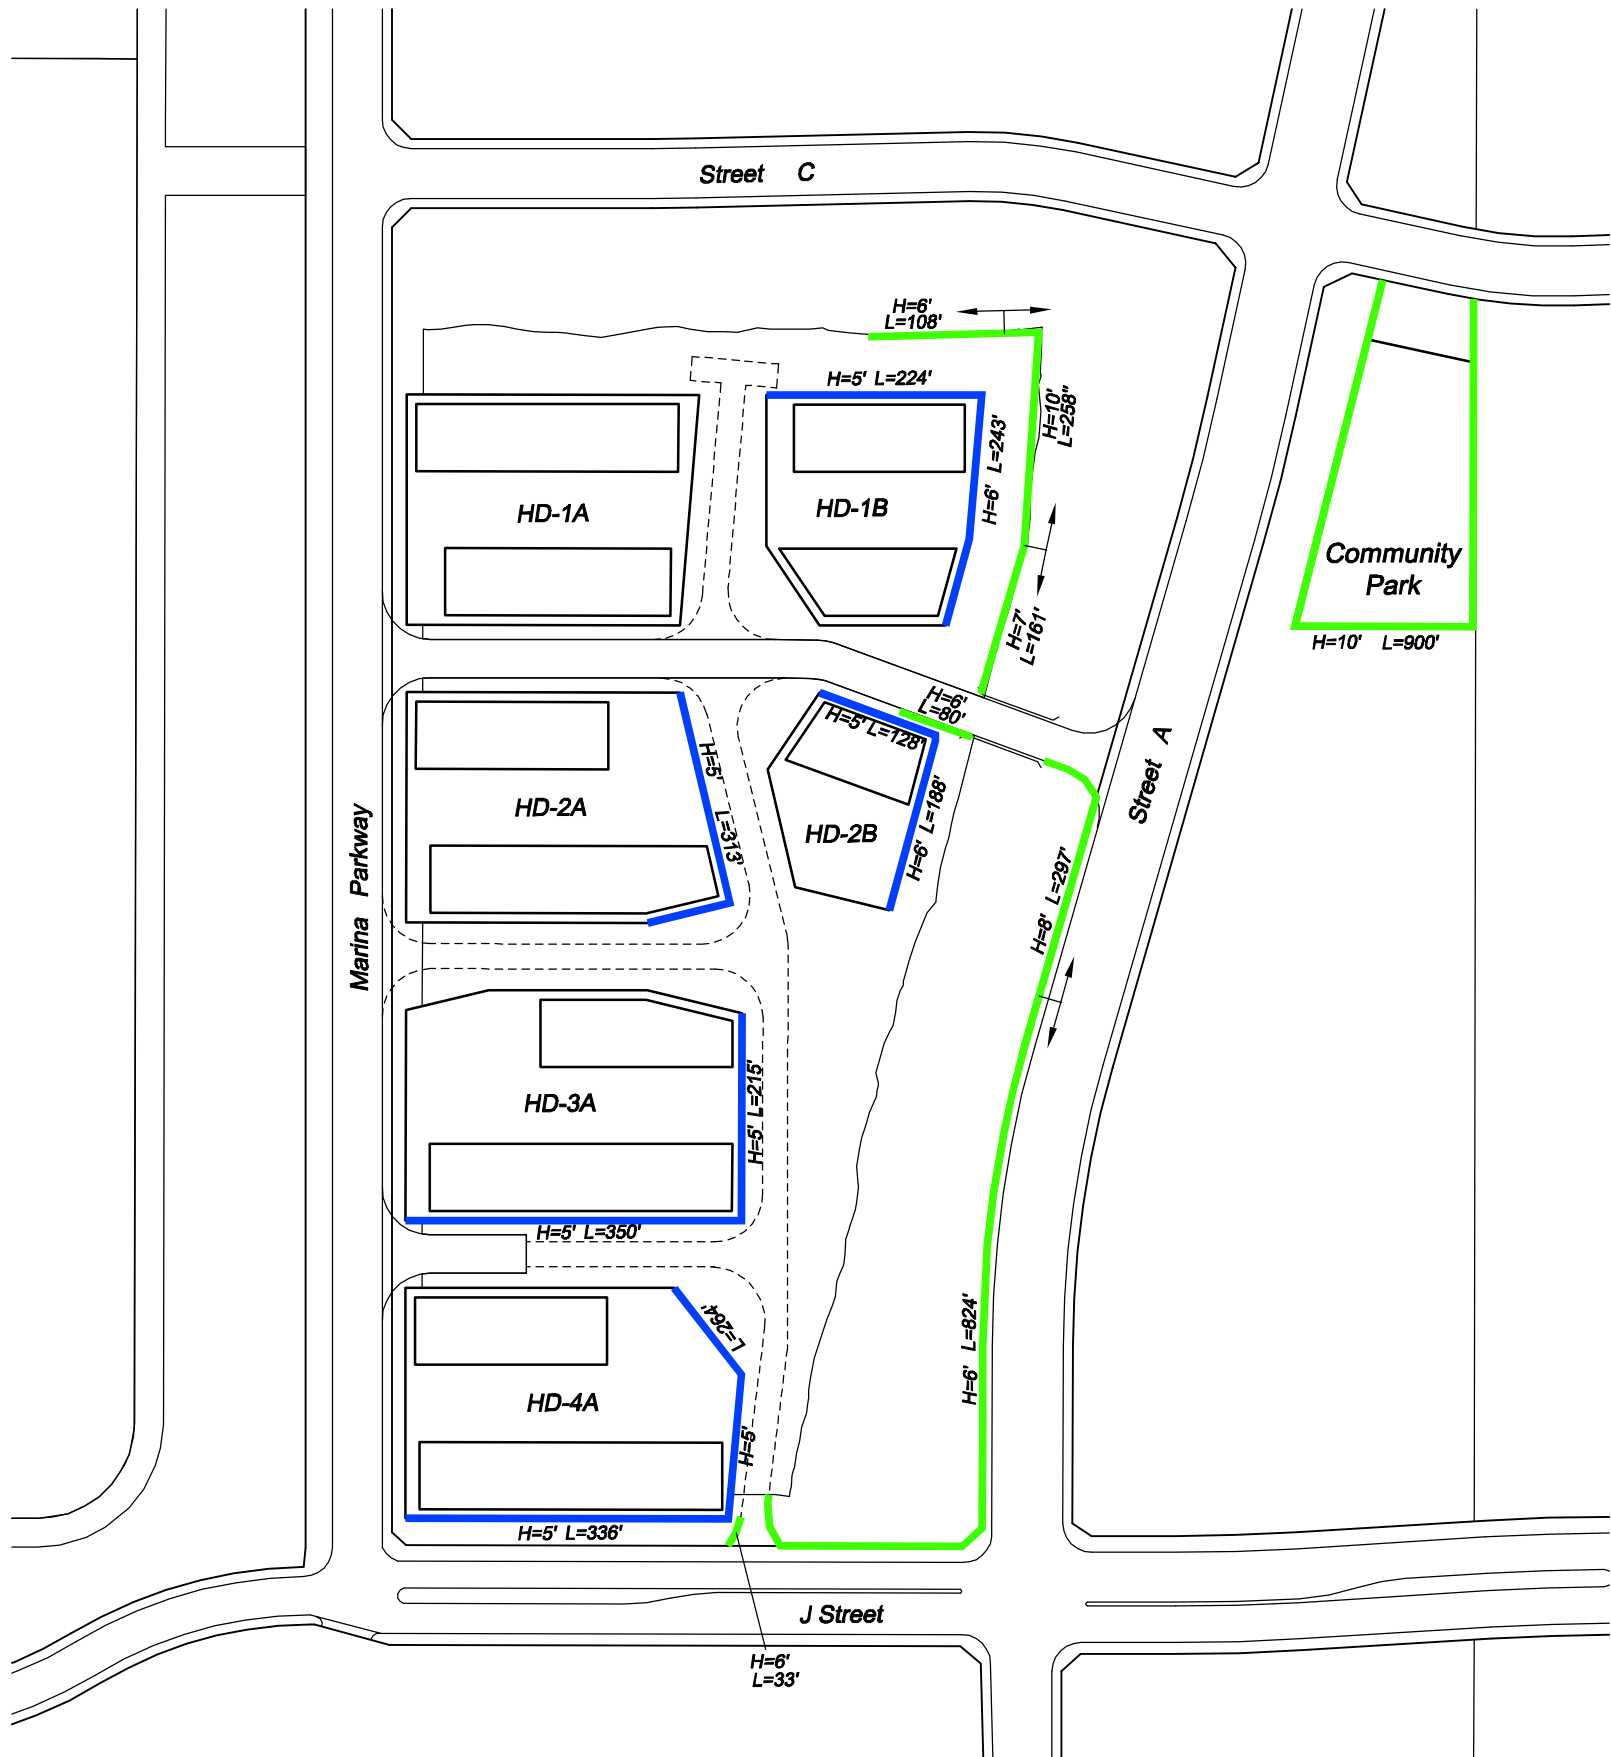 Street C
H=6'
L=108'
H=5' L=224'
H=10'
L=258"
H=6' L=243'
HD-1A
HD-1B
Community
Park
H=10' L=900'
H=7'
L=161'
H=6'
L=80'
H=5' L=128'
H=5' L=313'
HD-2A
HD-2B
H=6' L=188'
Street A
Marina Parkway
H=8' L=297'
HD-3A
H=5' L=215'
H=5' L=350'
L=264'
H=6' L=824'
HD-4A
H=5'
H=5' L=336'
J Street
H=6'
L=33'